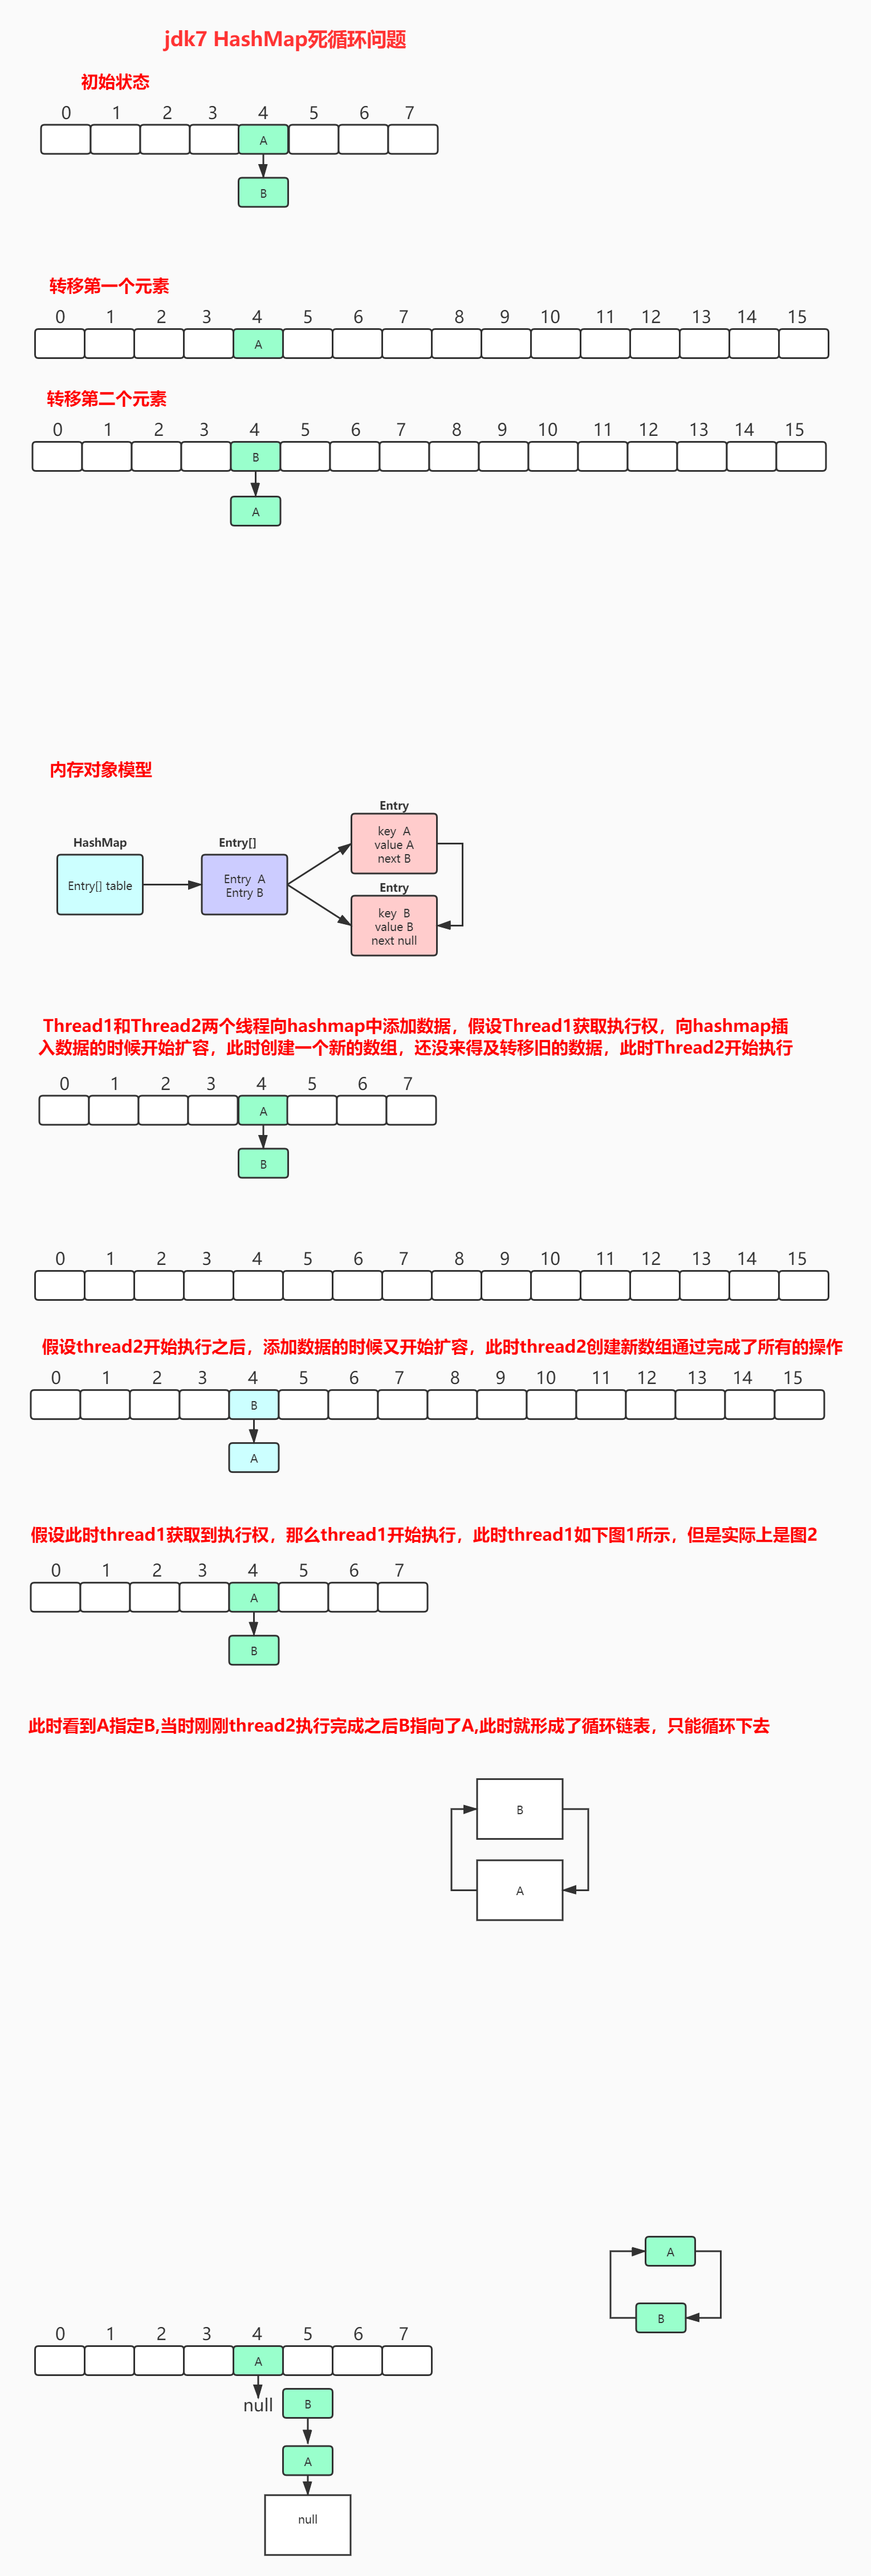 jdk7 HashMap死循环问题
初始状态
0 1 2 3 4 5 6 7
A
B
转移第一个元素
0 1 2 3 4 5 6 7 8 9 10 11 12 13 14 15
A
转移第二个元素
0 1 2 3 4 5 6 7 8 9 10 11 12 13 14 15
B
A
内存对象模型
HashMap
Entry[] table
Entry[]
Entry A
Entry B
Entry
key A
value A
next B
Entry
key B
value B
next null
Thread1和Thread2两个线程向hashmap中添加数据，假设Thread1获取执行权，向hashmap插
入数据的时候开始扩容，此时创建一个新的数组，还没来得及转移旧的数据，此时Thread2开始执行
0 1 2 3 4 5 6 7
A
B
0 1 2 3 4 5 6 7 8 9 10 11 12 13 14 15
假设thread2开始执行之后，添加数据的时候又开始扩容，此时thread2创建新数组通过完成了所有的操作
0 1 2 3 4 5 6 7 8 9 10 11 12 13 14 15
B
A
假设此时thread1获取到执行权，那么thread1开始执行，此时thread1如下图1所示，但是实际上是图2
0 1 2 3 4 5 6 7
A
B
此时看到A指定B,当时刚刚thread2执行完成之后B指向了A,此时就形成了循环链表，只能循环下去
B
A
A
B
0 1 2 3 4 5 6 7
A
null
B
A
null